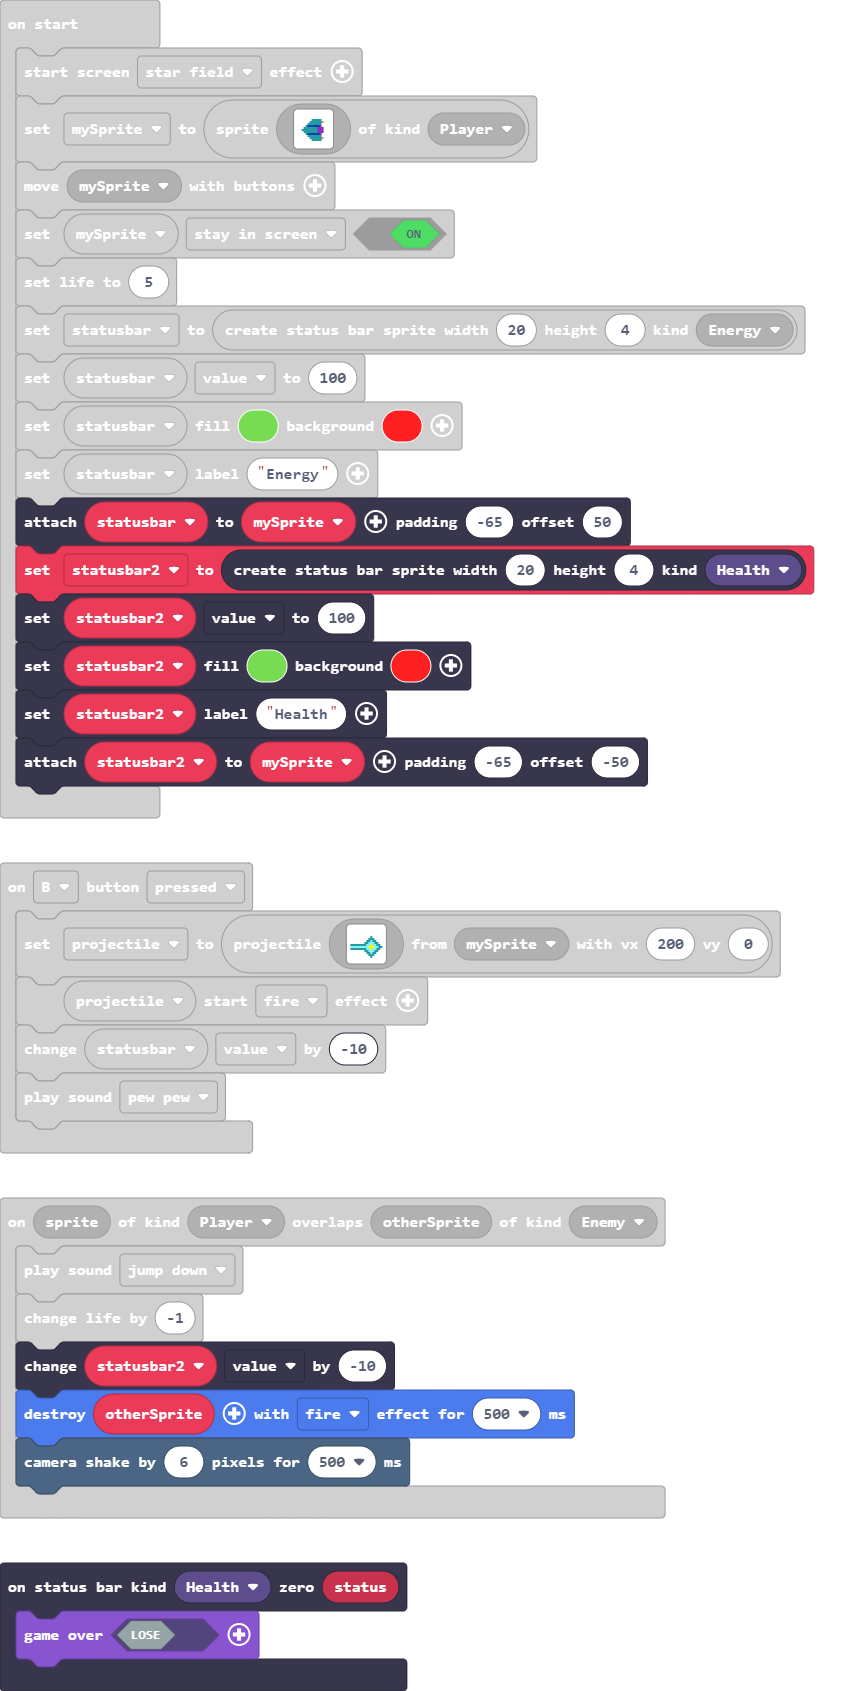 on start
start screen star field effect
set mySprite to sprite of kind Player
move mySprite with buttons
set mySprite stay in screen ON
set life to 5
set statusbar to create status bar sprite width 20 height 4 kind Energy
set statusbar value to 100
set statusbar fill background
set statusbar label "Energy"
attach statusbar to mySprite padding -65 offset 50
set statusbar2 to create status bar sprite width 20 height 4 kind Health
set statusbar2 value to 100
set statusbar2 fill background
set statusbar2 label "Health"
attach statusbar2 to mySprite padding -65 offset -50
on B button pressed
set projectile to projectile from mySprite with vx 200 vy 0
projectile start fire effect
change statusbar value by -10
play sound pew pew
on sprite of kind Player overlaps otherSprite of kind Enemy
play sound jump down
change life by -1
change statusbar2 value by -10
destroy otherSprite with fire effect for 500 ms
camera shake by 6 pixels for 500 ms
on status bar kind Health zero status
game over LOSE